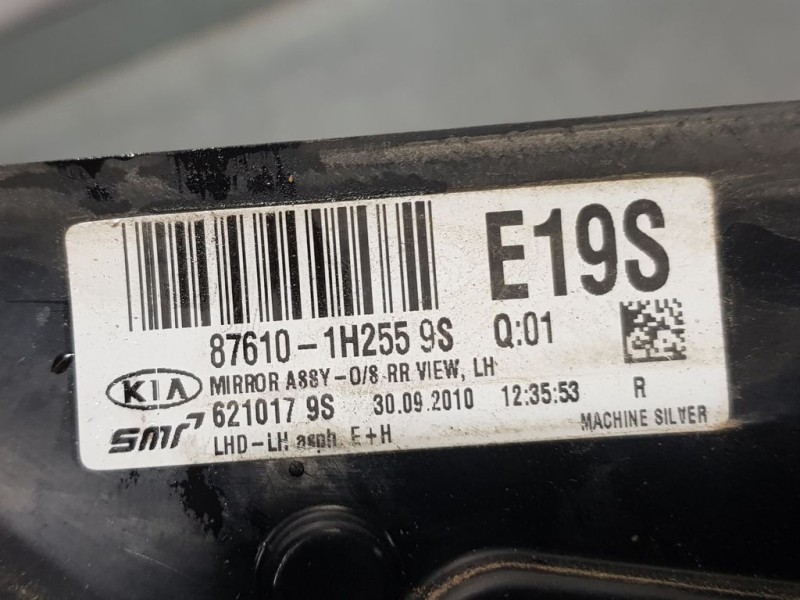 E19S
87610-1H255 9S Q:01
KIA MIRROR ASSY-O/S RR VIEW, LH
smr 621017 9S 30.09.2010 12:35:53 R
LHD-LH asph. E+H MACHINE SILVER